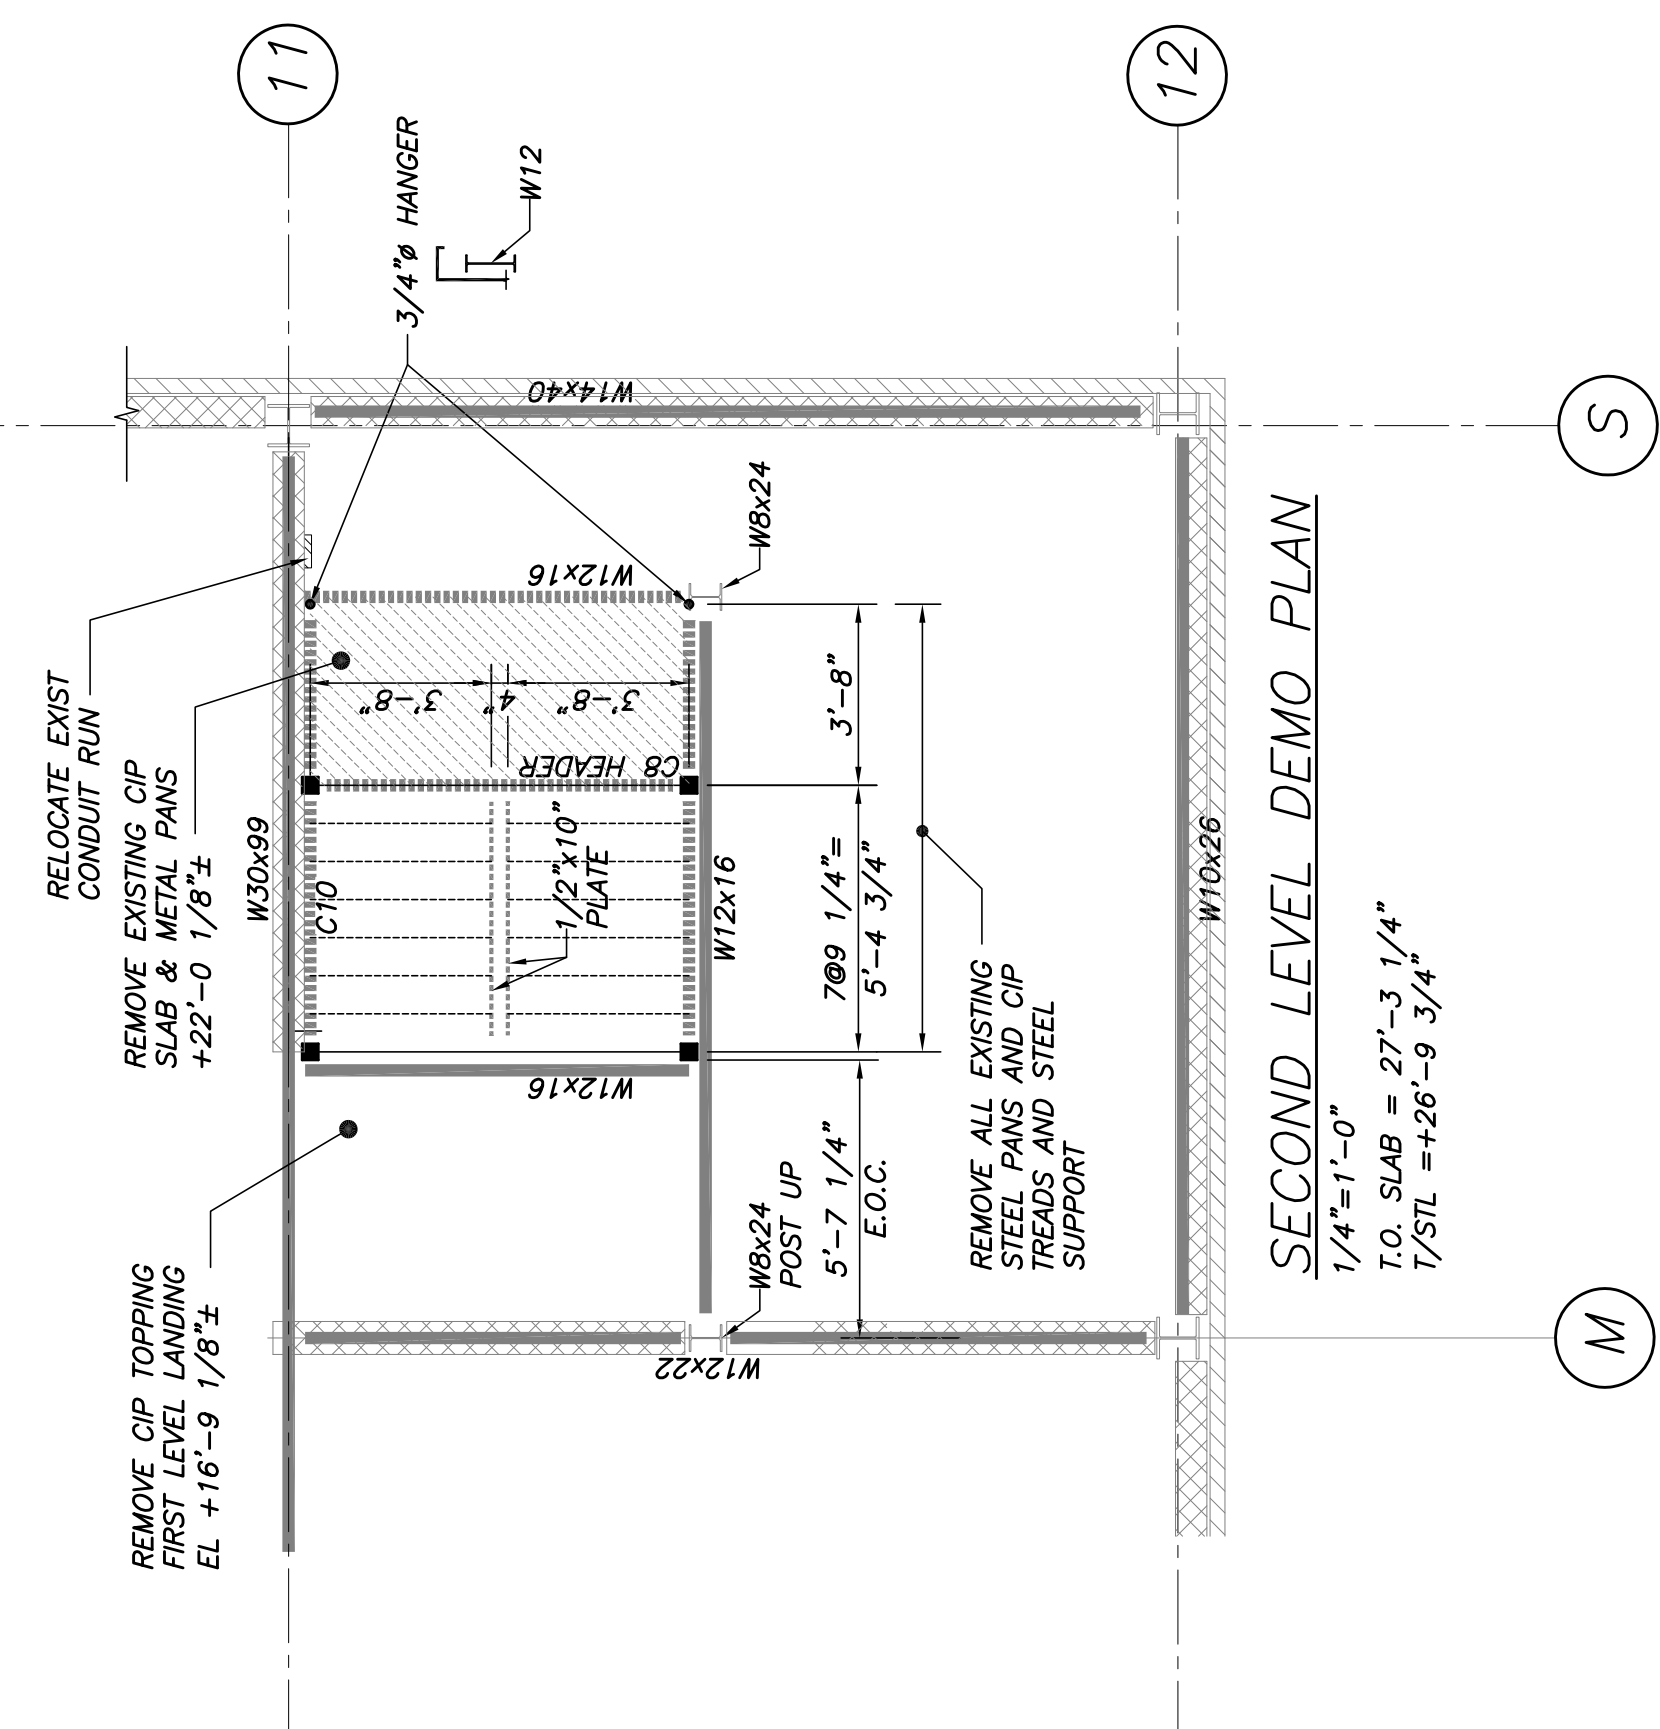 11
12
S
M
3/4"ø HANGER
W12
W14x40
W8x24
W12x16
RELOCATE EXIST
CONDUIT RUN
REMOVE EXISTING CIP
SLAB & METAL PANS
+22'-0 1/8"±
3'-8"
4"
3'-8"
C8 HEADER
3'-8"
W30x99
C10
1/2"x10"
PLATE
W12x16
7@9 1/4"=
5'-4 3/4"
W10x26
W12x16
REMOVE ALL EXISTING
STEEL PANS AND CIP
TREADS AND STEEL
SUPPORT
REMOVE CIP TOPPING
FIRST LEVEL LANDING
EL +16'-9 1/8"±
W8x24
POST UP
5'-7 1/4"
E.O.C.
W12x22
SECOND LEVEL DEMO PLAN
1/4"=1'-0"
T.O. SLAB = 27'-3 1/4"
T/STL =+26'-9 3/4"